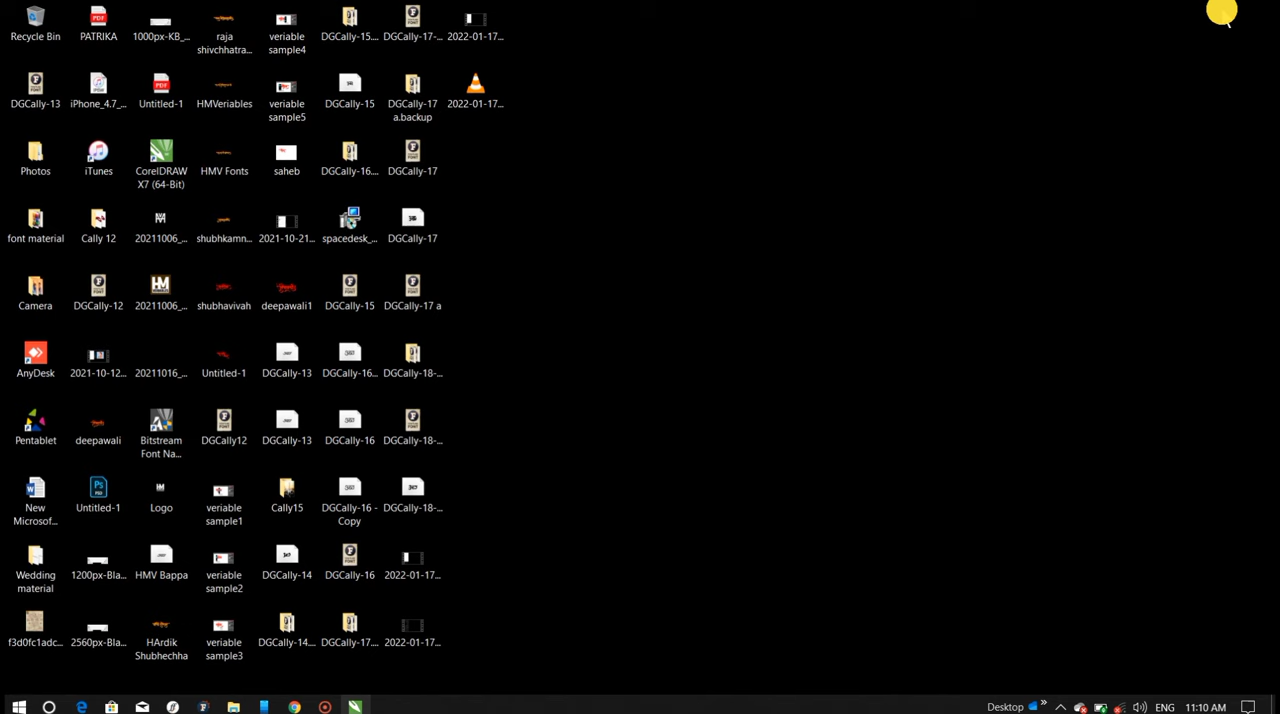 Recycle Bin
PATRIKA
1000px-KB_...
raja
shivchhatra...
veriable
sample4
DGCally-15....
DGCally-17-...
2022-01-17...
DGCally-13
iPhone_4.7_...
Untitled-1
HMVeriables
veriable
sample5
DGCally-15
DGCally-17
a.backup
2022-01-17...
Photos
iTunes
CorelDRAW
X7 (64-Bit)
HMV Fonts
saheb
DGCally-16....
DGCally-17
font material
Cally 12
20211006_...
shubhkamn...
2021-10-21...
spacedesk_...
DGCally-17
Camera
DGCally-12
20211006_...
shubhavivah
deepawali1
DGCally-15
DGCally-17 a
AnyDesk
2021-10-12...
20211016_...
Untitled-1
DGCally-13
DGCally-16...
DGCally-18-...
Pentablet
deepawali
Bitstream
Font Na...
DGCally12
DGCally-13
DGCally-16
DGCally-18-...
New
Microsof...
Untitled-1
Logo
veriable
sample1
Cally15
DGCally-16 -
Copy
DGCally-18-...
Wedding
material
1200px-Bla...
HMV Bappa
veriable
sample2
DGCally-14
DGCally-16
2022-01-17...
f3d0fc1adc...
2560px-Bla...
HArdik
Shubhechha
veriable
sample3
DGCally-14....
DGCally-17....
2022-01-17...
Desktop
ENG
11:10 AM